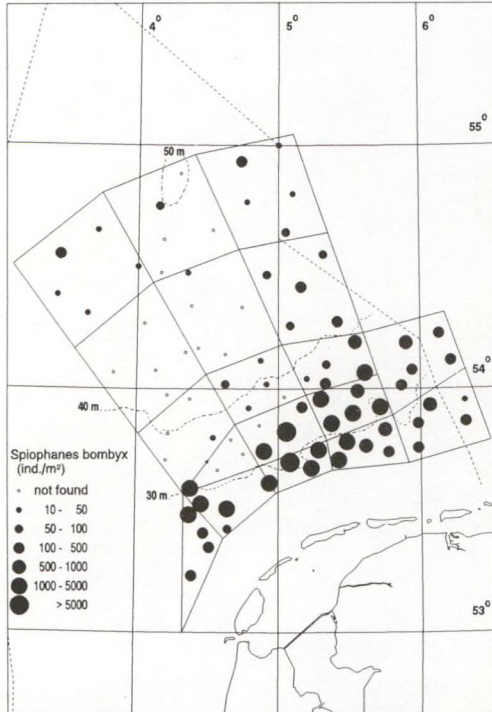 4°
5°
6°
50 m
55°
54°
40 m
Spiophanes bombyx
(ind./m²)
not found
10 - 50
50 - 100
100 - 500
500 - 1000
1000 - 5000
> 5000
30 m
53°